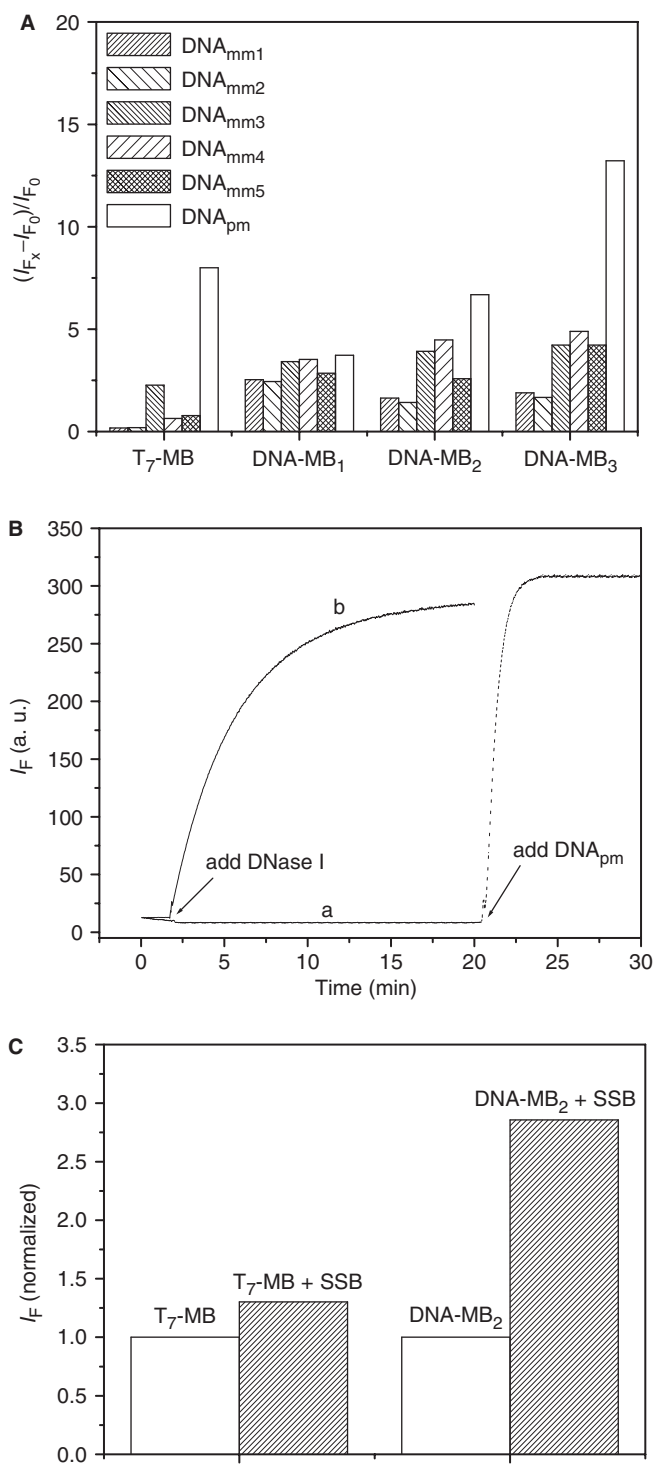 A
20
15
10
5
0
(I_Fx–I_F0)/I_F0
DNAmm1
DNAmm2
DNAmm3
DNAmm4
DNAmm5
DNApm
T7-MB DNA-MB1 DNA-MB2 DNA-MB3
B
350
300
250
200
150
100
50
0
IF (a. u.)
b
add DNase I
a
add DNApm
0 5 10 15 20 25 30
Time (min)
C
3.5
3.0
2.5
2.0
1.5
1.0
0.5
0.0
IF (normalized)
DNA-MB2 + SSB
T7-MB + SSB
T7-MB
DNA-MB2